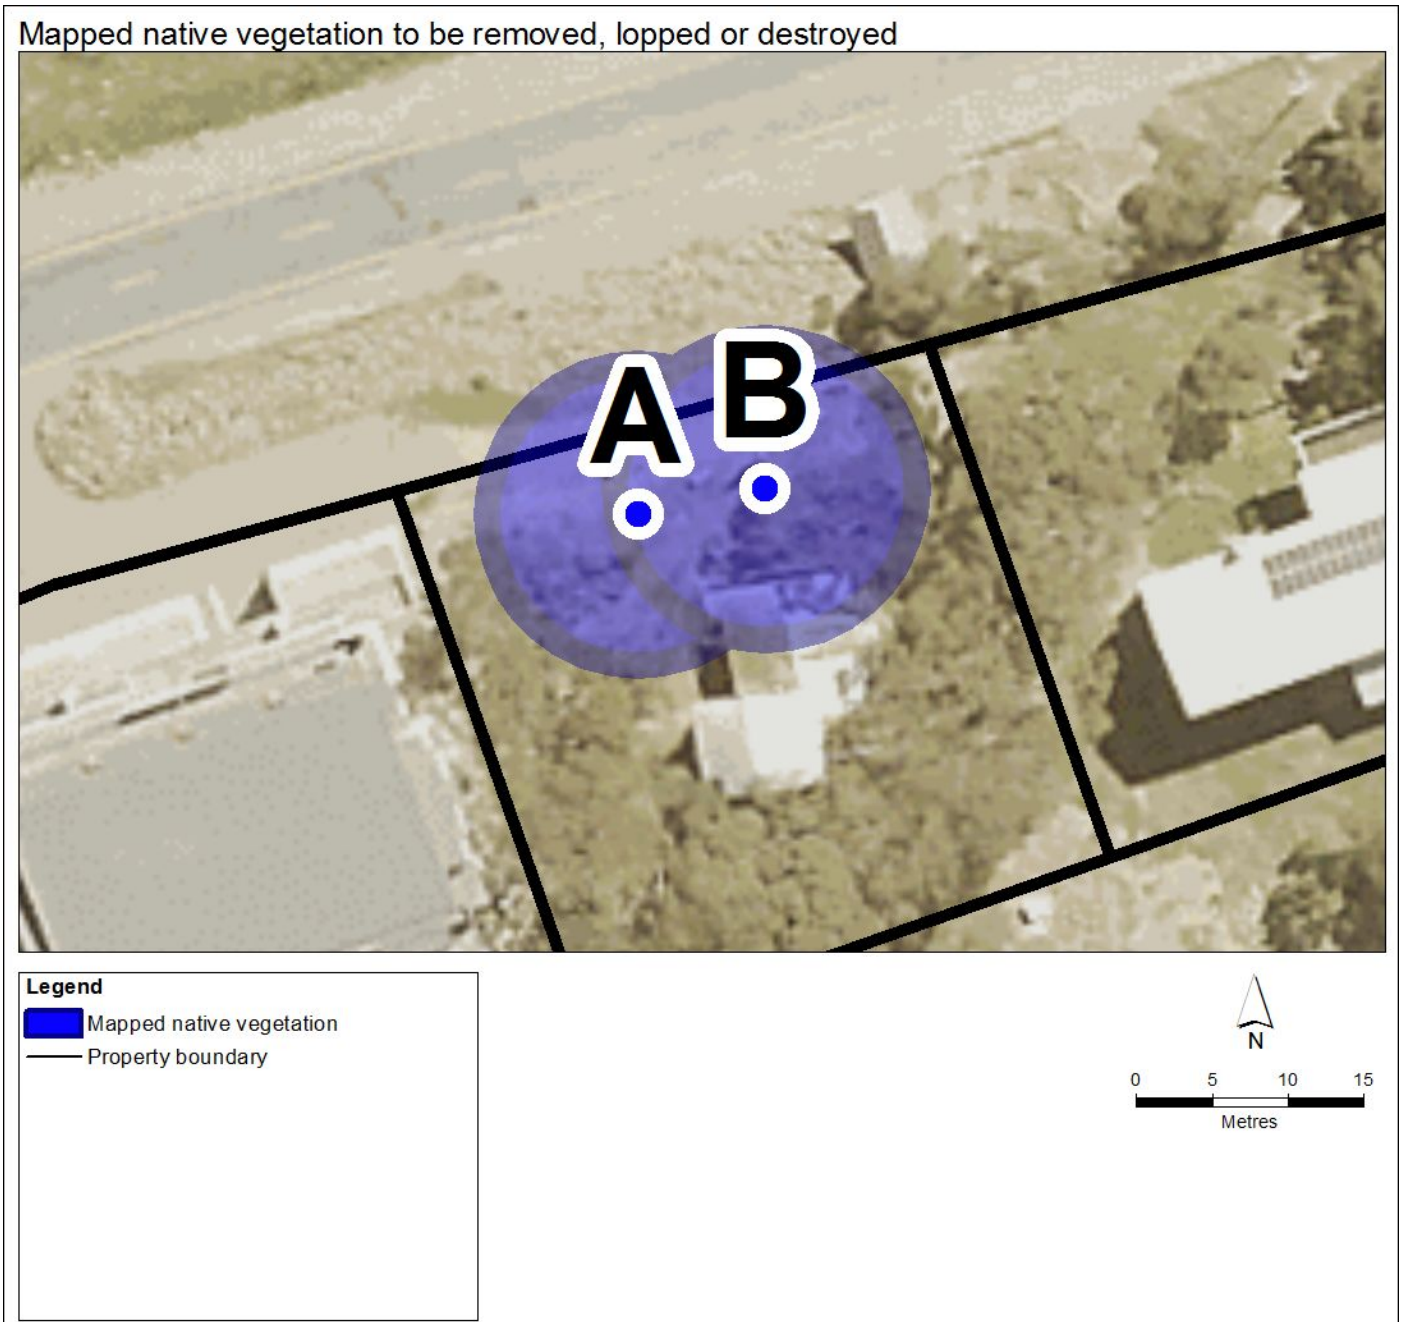 Mapped native vegetation to be removed, lopped or destroyed
A
B
Legend
Mapped native vegetation
Property boundary
N
0 5 10 15
Metres